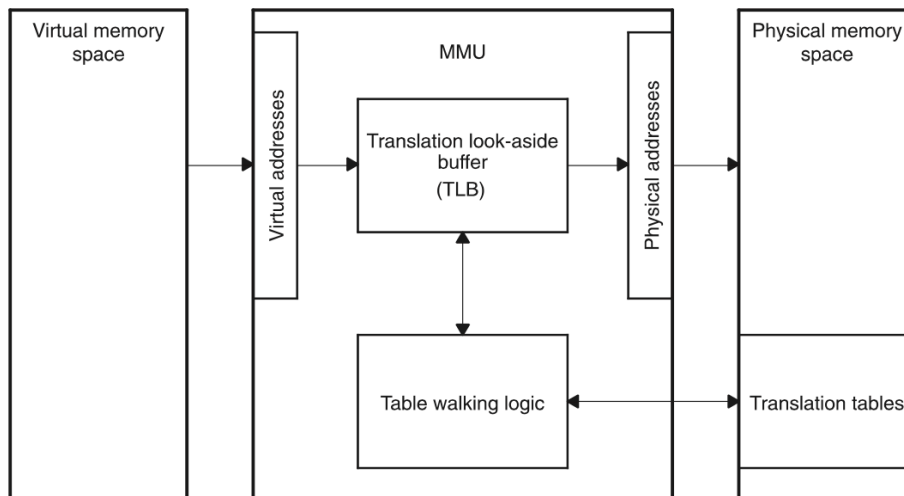 Virtual memory
space
MMU
Physical memory
space
Virtual addresses
Translation look-aside
buffer
(TLB)
Physical addresses
Table walking logic
Translation tables